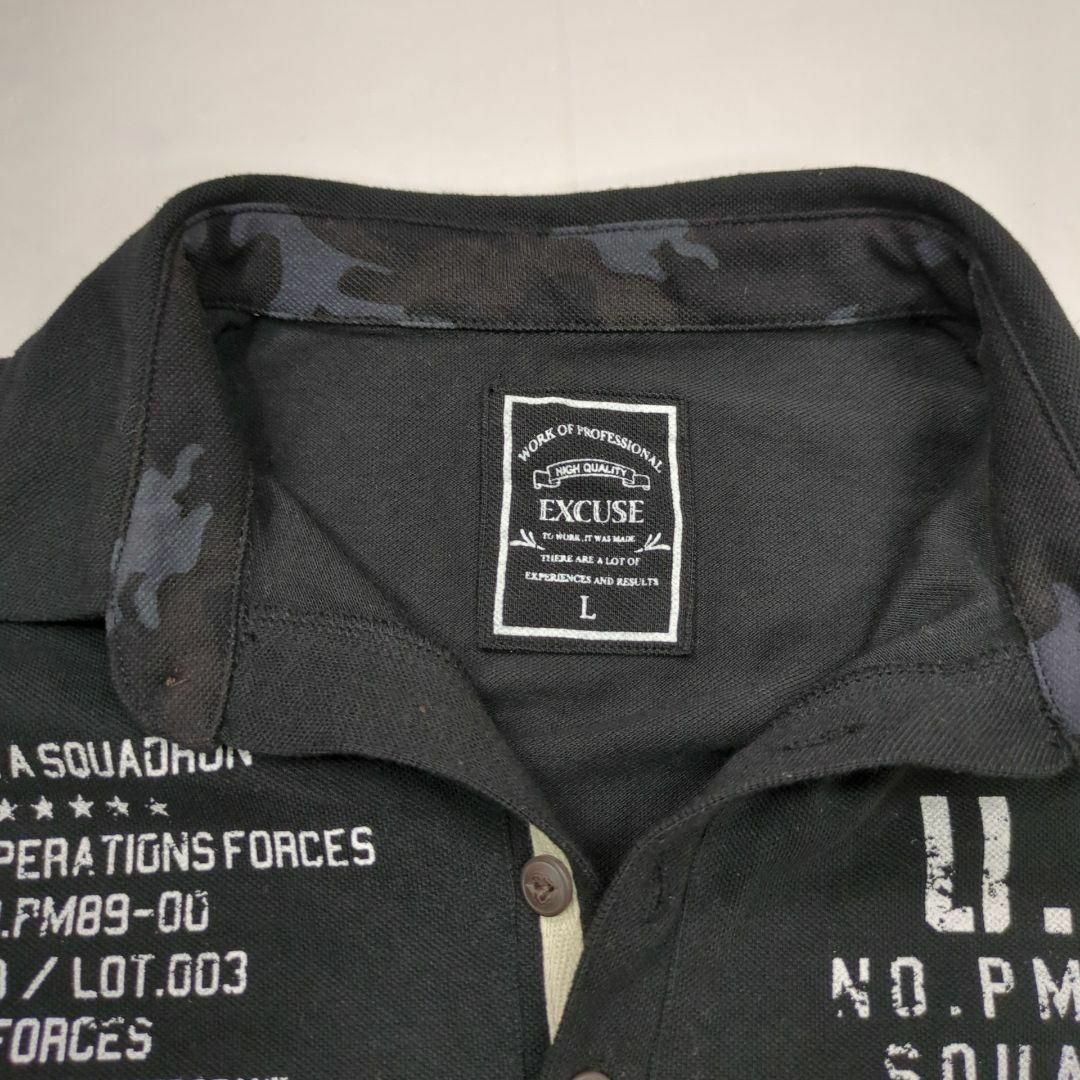 WORK OF PROFESSIONAL
HIGH QUALITY
EXCUSE
TO WORK .IT WAS MADE
THERE ARE A LOT OF
EXPERIENCES AND RESULTS
L
A SQUADRON
★ ★ ★ ★ ★
PERATIONS FORCES
.PM89-00
/ LOT.003
FORCES
U.
NO.PM
SQUA